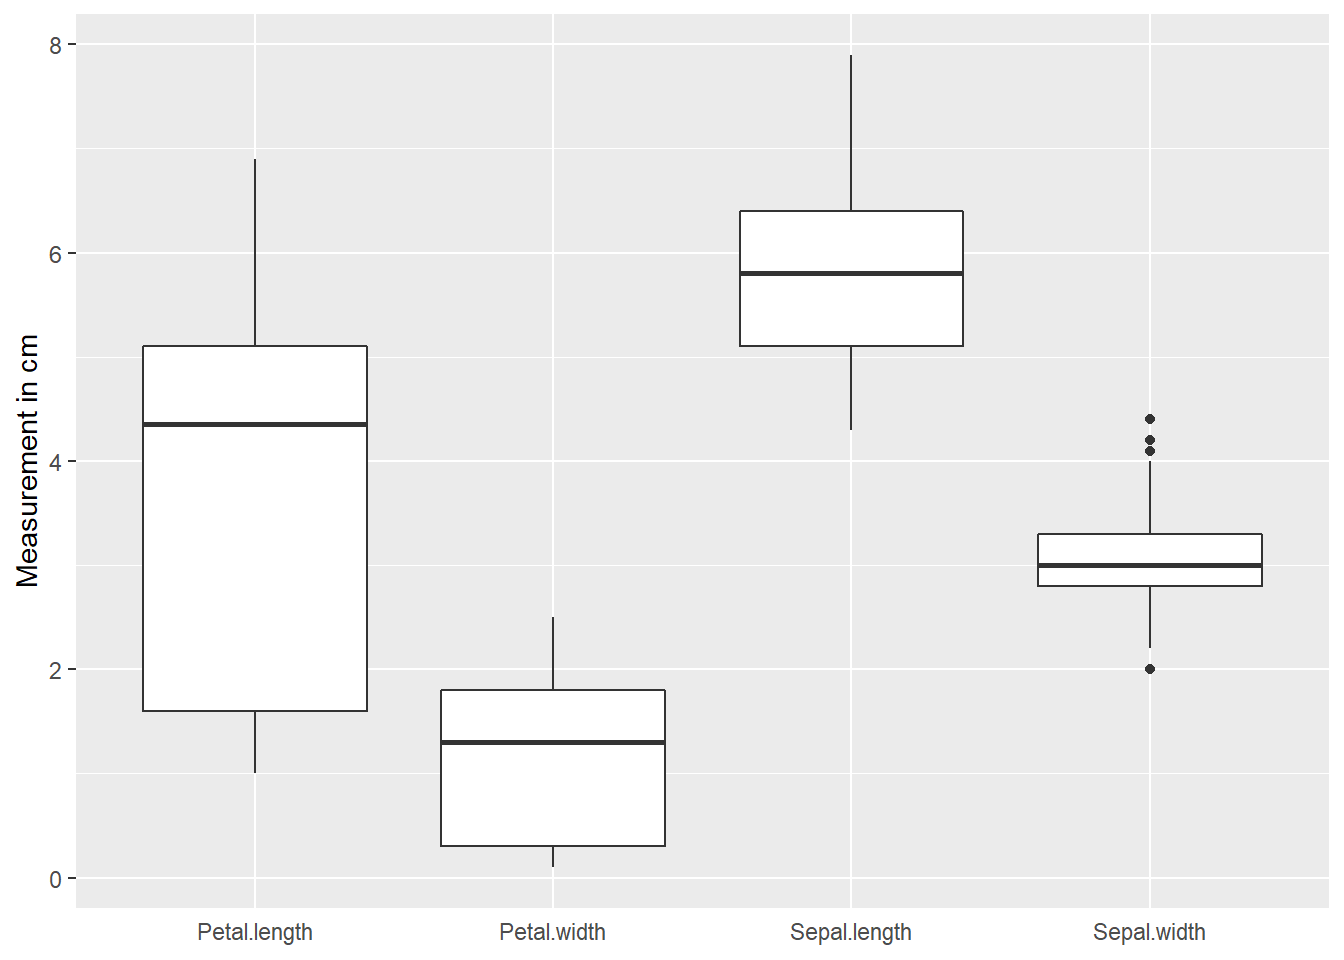 Measurement in cm
8
6
4
2
0
Petal.length
Petal.width
Sepal.length
Sepal.width